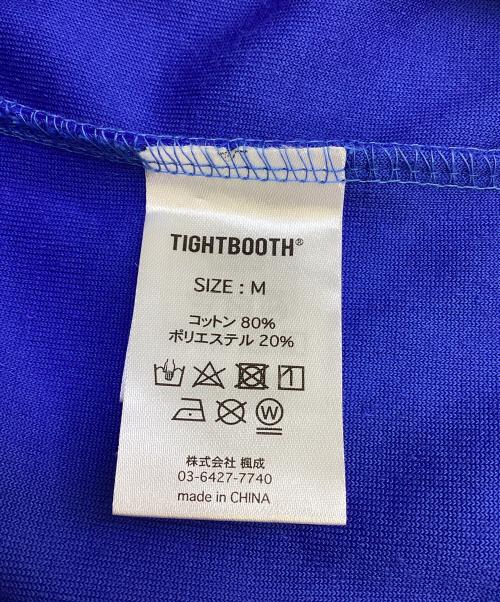 TIGHTBOOTH®
SIZE : M
コットン 80%
ポリエステル 20%
W
株式会社 楓成
03-6427-7740
made in CHINA